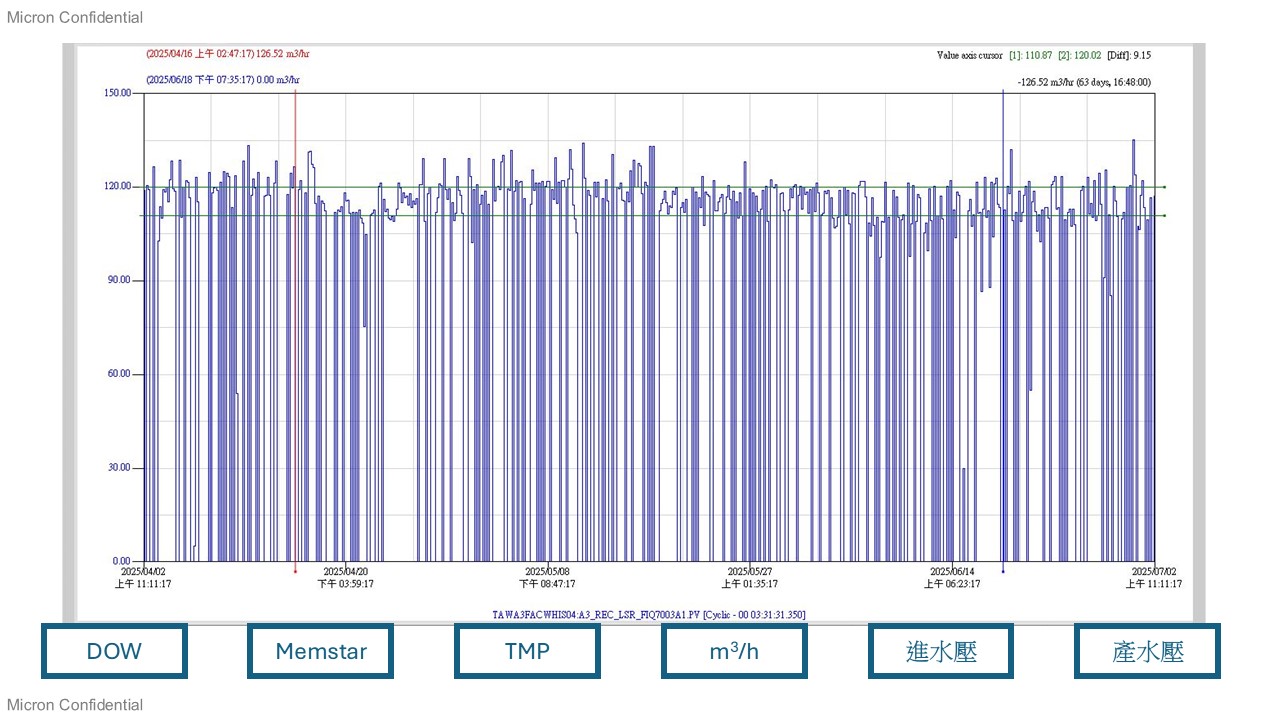 Micron Confidential
(2025/04/16 上午 02:47:17) 126.52 m3/hr
Value axis cursor [1]: 110.87 [2]: 120.02 [Diff]: 9.15
(2025/06/18 下午 07:35:17) 0.00 m3/hr
-126.52 m3/hr (63 days, 16:48:00)
150.00
120.00
90.00
60.00
30.00
0.00
2025/04/02 2025/04/20 2025/05/08 2025/05/27 2025/06/14 2025/07/02
上午 11:11:17 下午 03:59:17 下午 08:47:17 上午 01:35:17 上午 06:23:17 上午 11:11:17
TAWA3FACWHIS04:A3_REC_LSR_FIQ7003A1.PV [Cyclic - 00 03:31:31.350]
DOW Memstar TMP m³/h 進水壓 產水壓
Micron Confidential